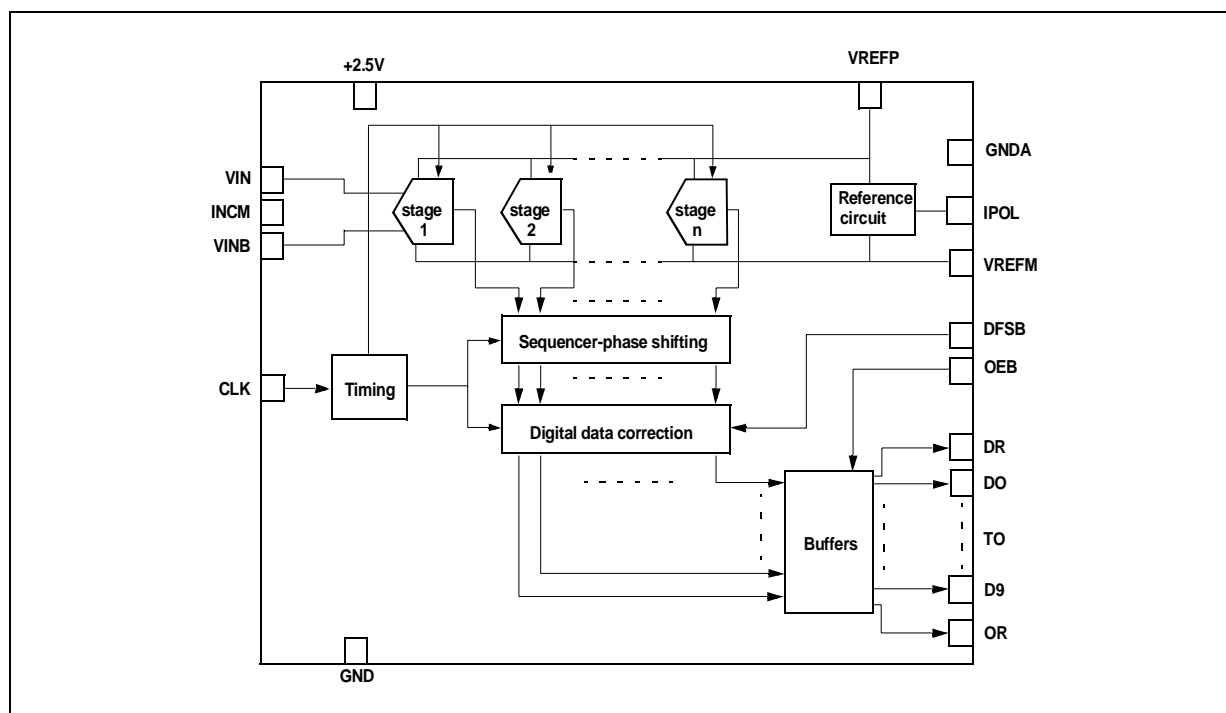 +2.5V
VREFP
GNDA
VIN
stage
1
stage
2
stage
n
Reference
circuit
INCM
IPOL
VINB
VREFM
Sequencer-phase shifting
DFSB
OEB
CLK
Timing
Digital data correction
DR
DO
Buffers
TO
D9
OR
GND